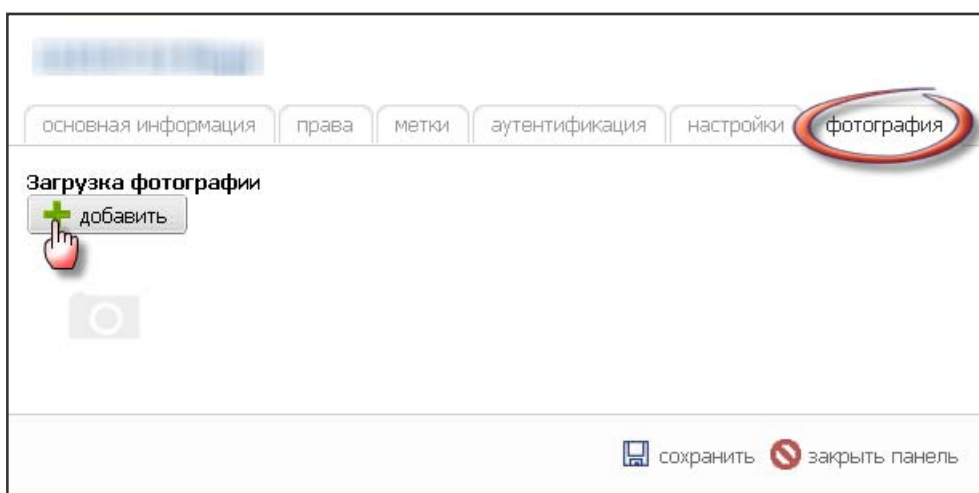 основная информация права метки аутентификация настройки фотография
Загрузка фотографии
добавить
сохранить закрыть панель